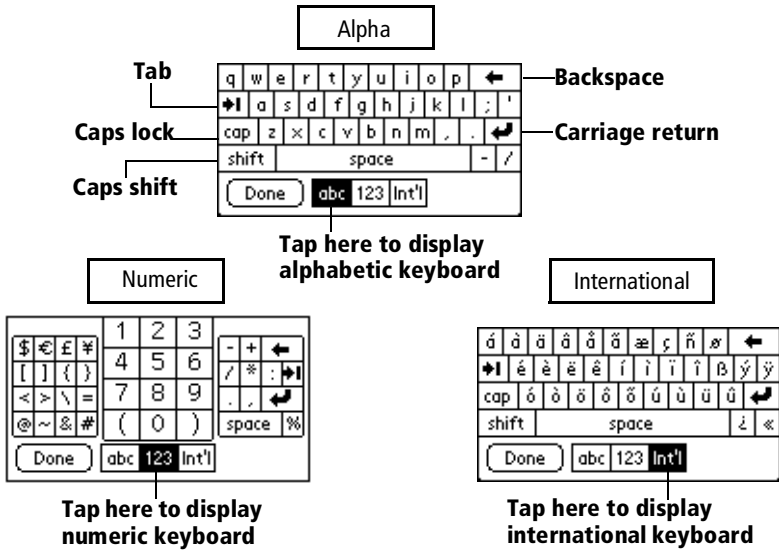 Alpha
Tab
q w e r t y u i o p
Backspace
a s d f g h j k l ; '
Caps lock
cap z x c v b n m , .
Carriage return
shift space - /
Caps shift
Done abc 123 Int'l
Tap here to display
alphabetic keyboard
Numeric
1 2 3
$ € £ ¥ - +
[ ] { } 4 5 6 / * :
< > \ = 7 8 9 . ,
@ ~ & # ( 0 ) space %
Done abc 123 Int'l
Tap here to display
numeric keyboard
International
á à ä â å ã æ ç ñ ø
é è ë ê í ì ï î ß ý ÿ
cap ó ò ö ô õ ú ù ü û
shift space ¿ «
Done abc 123 Int'l
Tap here to display
international keyboard